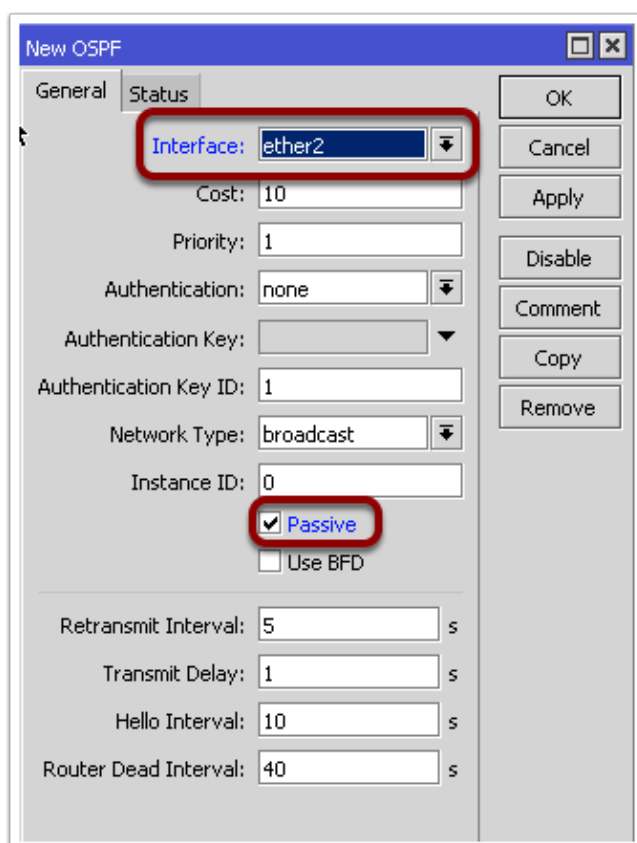 New OSPF
General Status
OK
Interface: ether2
Cancel
Cost: 10
Apply
Priority: 1
Disable
Authentication: none
Comment
Authentication Key:
Copy
Authentication Key ID: 1
Remove
Network Type: broadcast
Instance ID: 0
Passive
Use BFD
Retransmit Interval: 5 s
Transmit Delay: 1 s
Hello Interval: 10 s
Router Dead Interval: 40 s